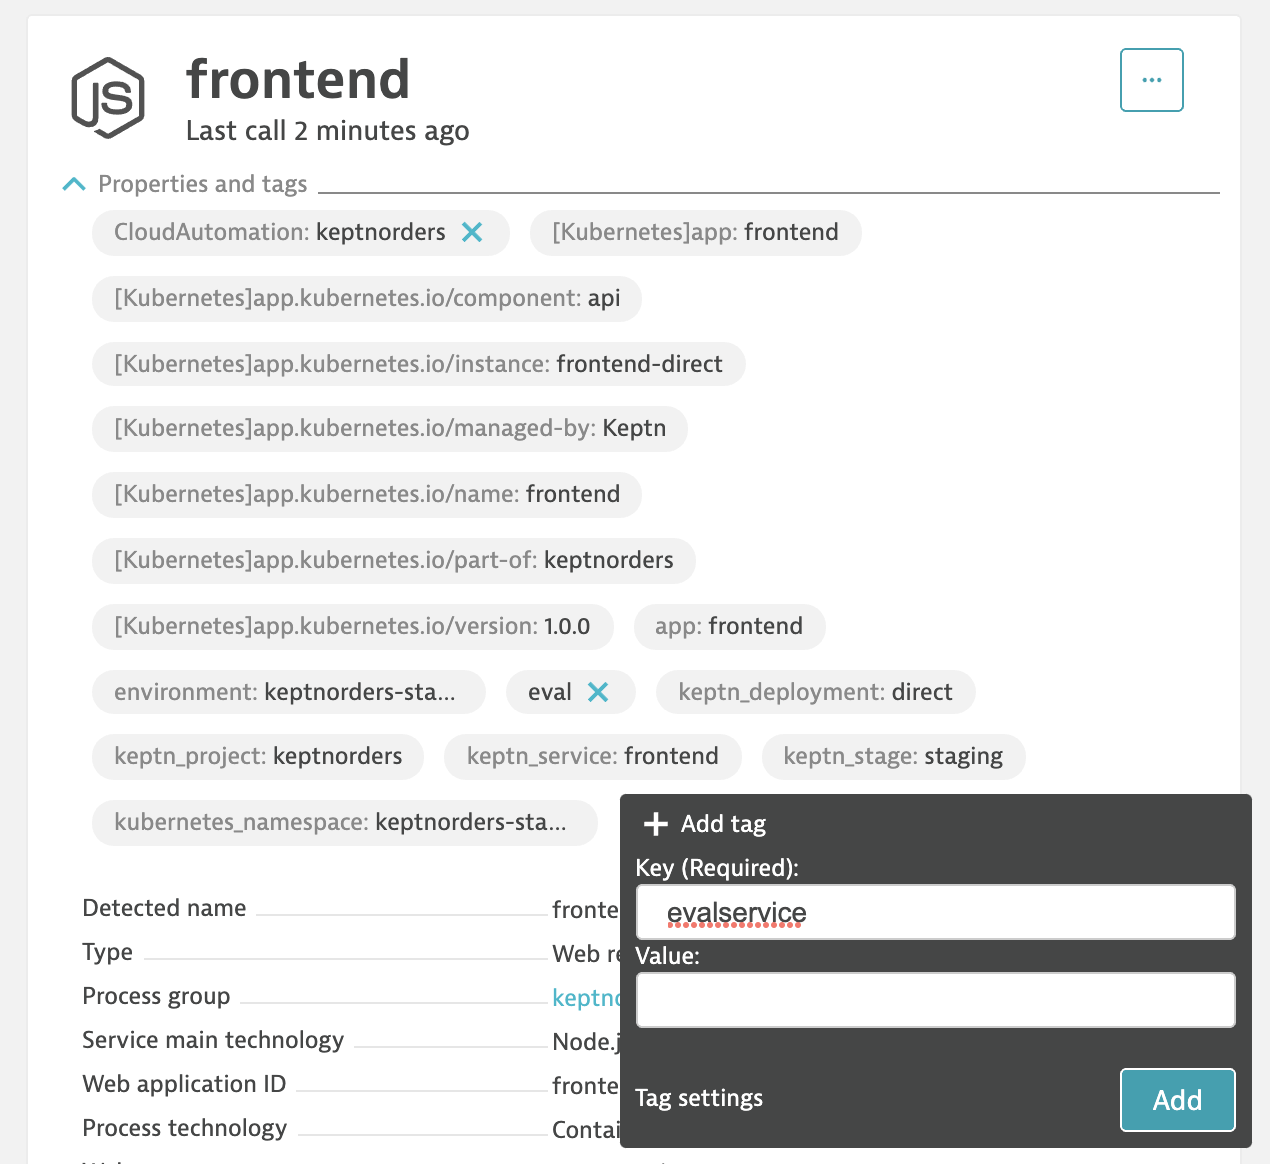 JS
frontend
...
Last call 2 minutes ago
Properties and tags
CloudAutomation: keptnorders
[Kubernetes]app: frontend
[Kubernetes]app.kubernetes.io/component: api
[Kubernetes]app.kubernetes.io/instance: frontend-direct
[Kubernetes]app.kubernetes.io/managed-by: Keptn
[Kubernetes]app.kubernetes.io/name: frontend
[Kubernetes]app.kubernetes.io/part-of: keptnorders
[Kubernetes]app.kubernetes.io/version: 1.0.0
app: frontend
environment: keptnorders-sta...
eval
keptn_deployment: direct
keptn_project: keptnorders
keptn_service: frontend
keptn_stage: staging
kubernetes_namespace: keptnorders-sta...
Add tag
Key (Required):
evalservice
Value:
Tag settings
Add
Detected name fronte
Type Web re
Process group keptno
Service main technology Node.j
Web application ID fronte
Process technology Contai